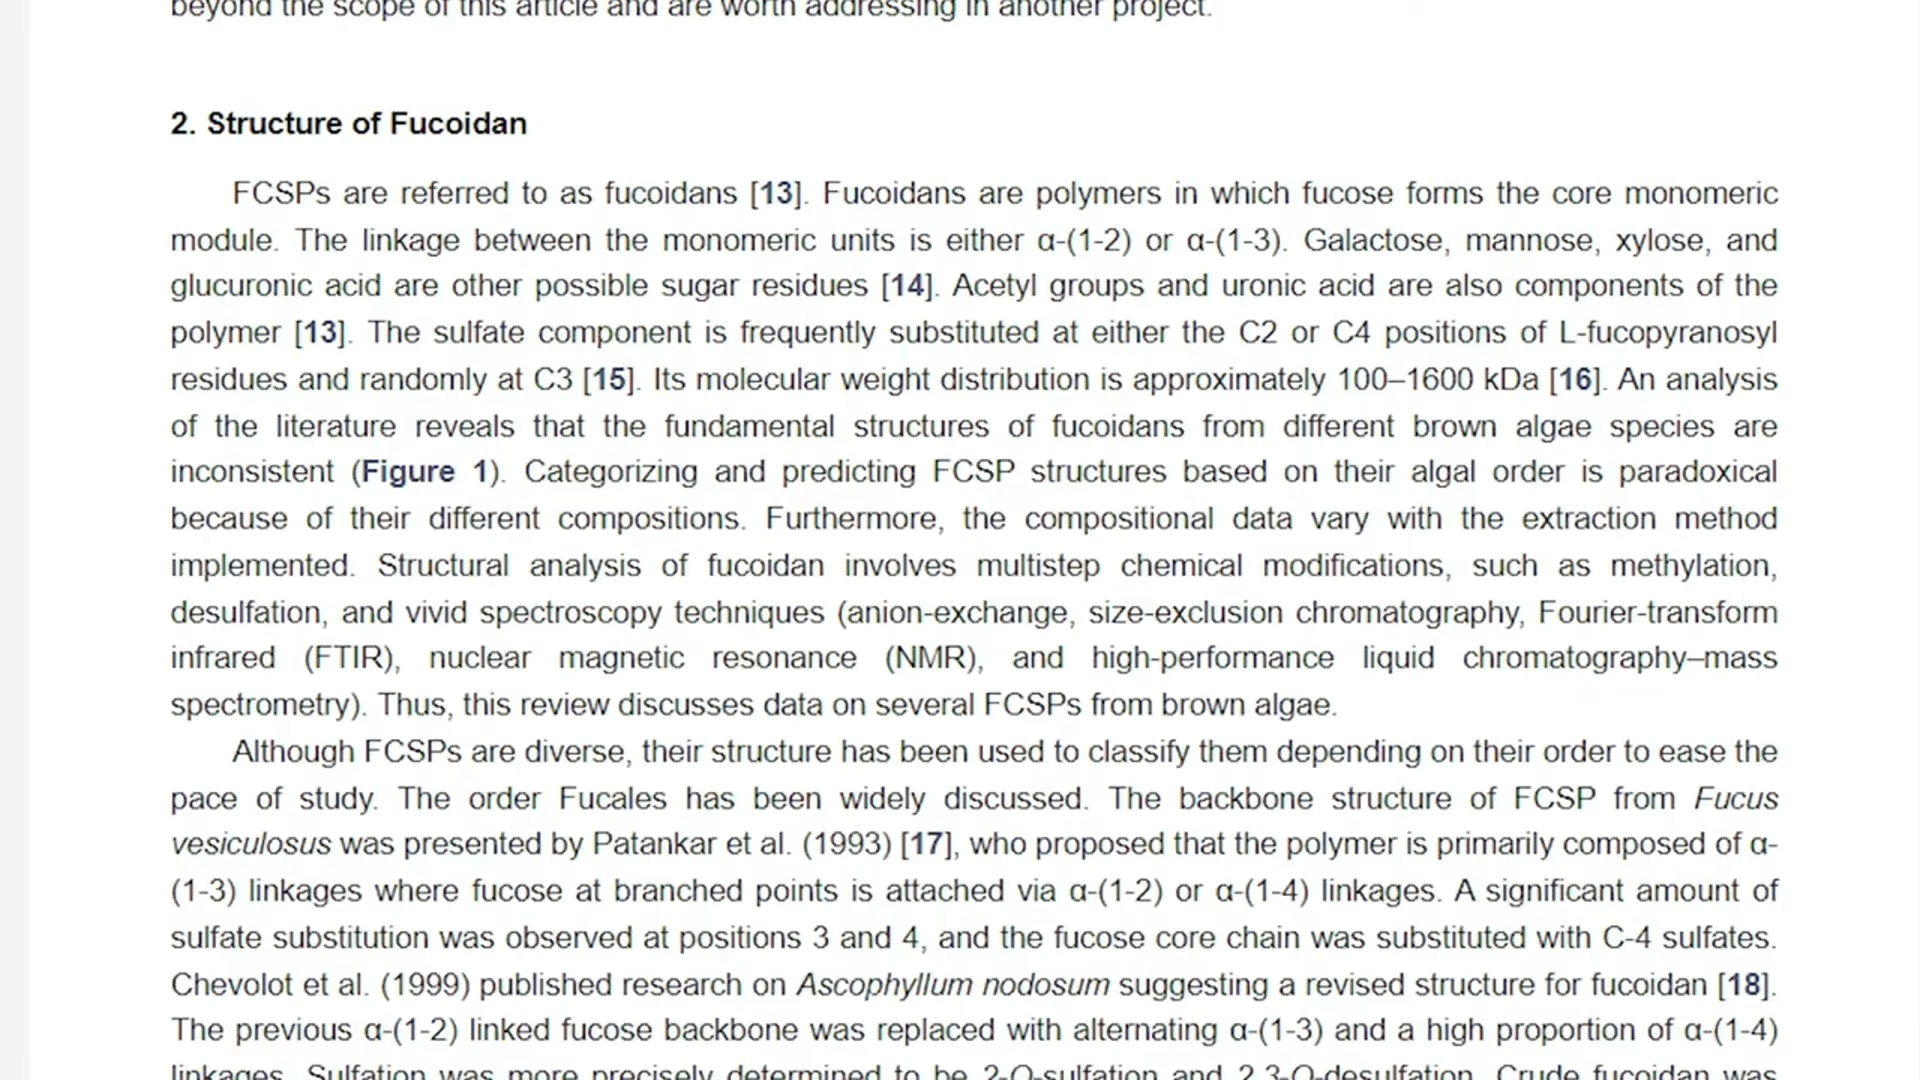 beyond the scope of this article and are worth addressing in another project.
2. Structure of Fucoidan
FCSPs are referred to as fucoidans [13]. Fucoidans are polymers in which fucose forms the core monomeric
module. The linkage between the monomeric units is either α-(1-2) or α-(1-3). Galactose, mannose, xylose, and
glucuronic acid are other possible sugar residues [14]. Acetyl groups and uronic acid are also components of the
polymer [13]. The sulfate component is frequently substituted at either the C2 or C4 positions of L-fucopyranosyl
residues and randomly at C3 [15]. Its molecular weight distribution is approximately 100–1600 kDa [16]. An analysis
of the literature reveals that the fundamental structures of fucoidans from different brown algae species are
inconsistent (Figure 1). Categorizing and predicting FCSP structures based on their algal order is paradoxical
because of their different compositions. Furthermore, the compositional data vary with the extraction method
implemented. Structural analysis of fucoidan involves multistep chemical modifications, such as methylation,
desulfation, and vivid spectroscopy techniques (anion-exchange, size-exclusion chromatography, Fourier-transform
infrared (FTIR), nuclear magnetic resonance (NMR), and high-performance liquid chromatography–mass
spectrometry). Thus, this review discusses data on several FCSPs from brown algae.
Although FCSPs are diverse, their structure has been used to classify them depending on their order to ease the
pace of study. The order Fucales has been widely discussed. The backbone structure of FCSP from Fucus
vesiculosus was presented by Patankar et al. (1993) [17], who proposed that the polymer is primarily composed of α-
(1-3) linkages where fucose at branched points is attached via α-(1-2) or α-(1-4) linkages. A significant amount of
sulfate substitution was observed at positions 3 and 4, and the fucose core chain was substituted with C-4 sulfates.
Chevolot et al. (1999) published research on Ascophyllum nodosum suggesting a revised structure for fucoidan [18].
The previous α-(1-2) linked fucose backbone was replaced with alternating α-(1-3) and a high proportion of α-(1-4)
linkages. Sulfation was more precisely determined to be 2-O-sulfation and 2,3-O-desulfation. Crude fucoidan was